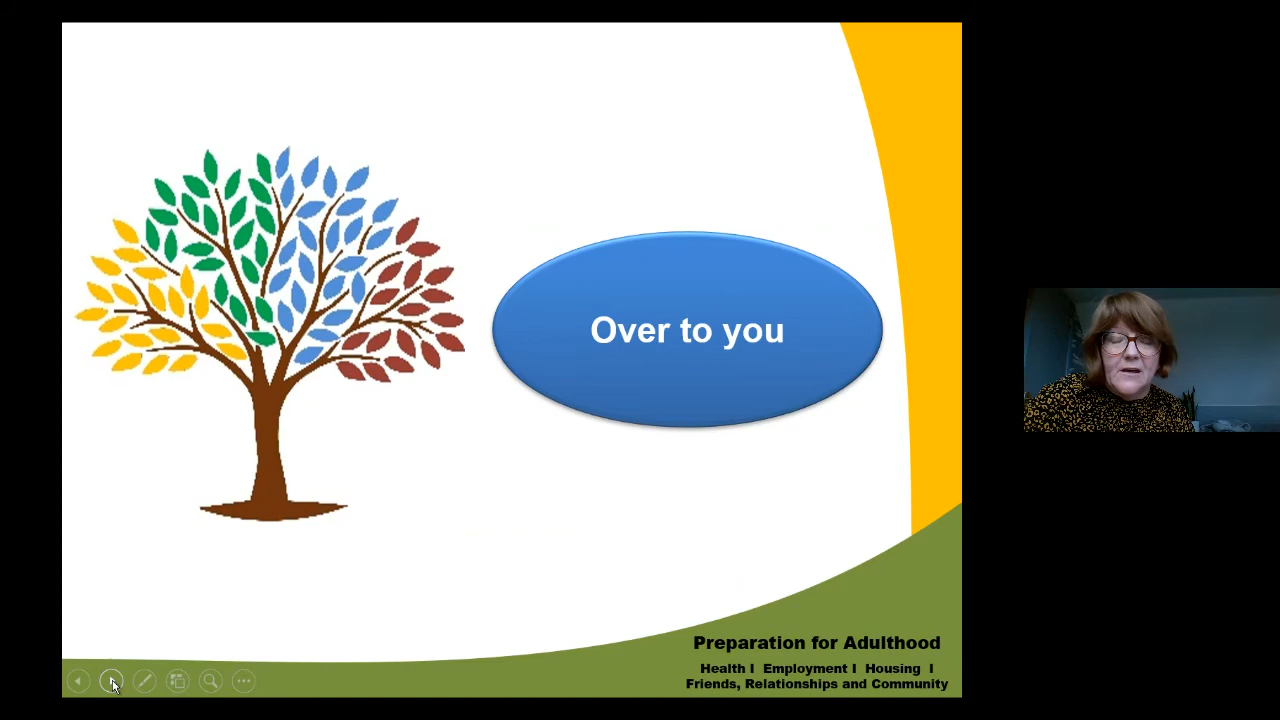 Over to you
Preparation for Adulthood
Health I Employment I Housing I
Friends, Relationships and Community